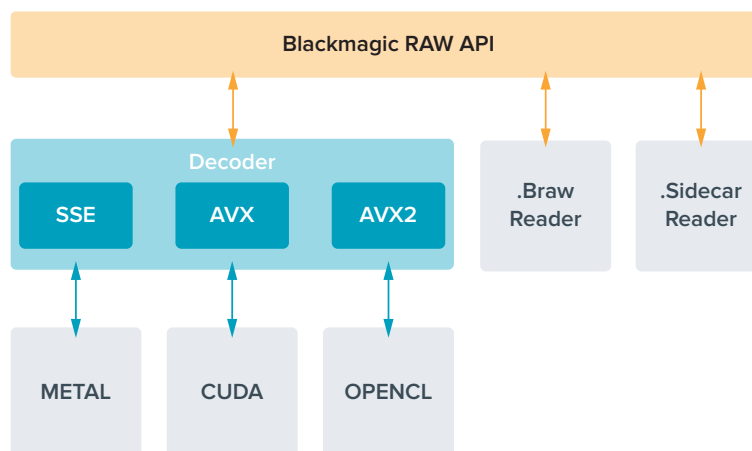 Blackmagic RAW API
Decoder
SSE
AVX
AVX2
.Braw
Reader
.Sidecar
Reader
METAL
CUDA
OPENCL